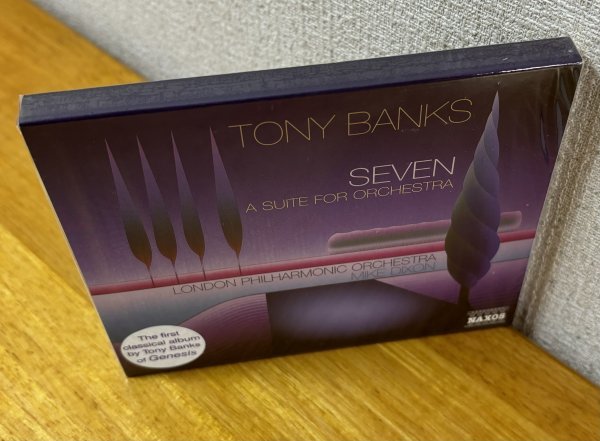 TONY BANKS
SEVEN
A SUITE FOR ORCHESTRA
LONDON PHILHARMONIC ORCHESTRA
MIKE DIXON
The first
classical album
by Tony Banks
of Genesis
NAXOS